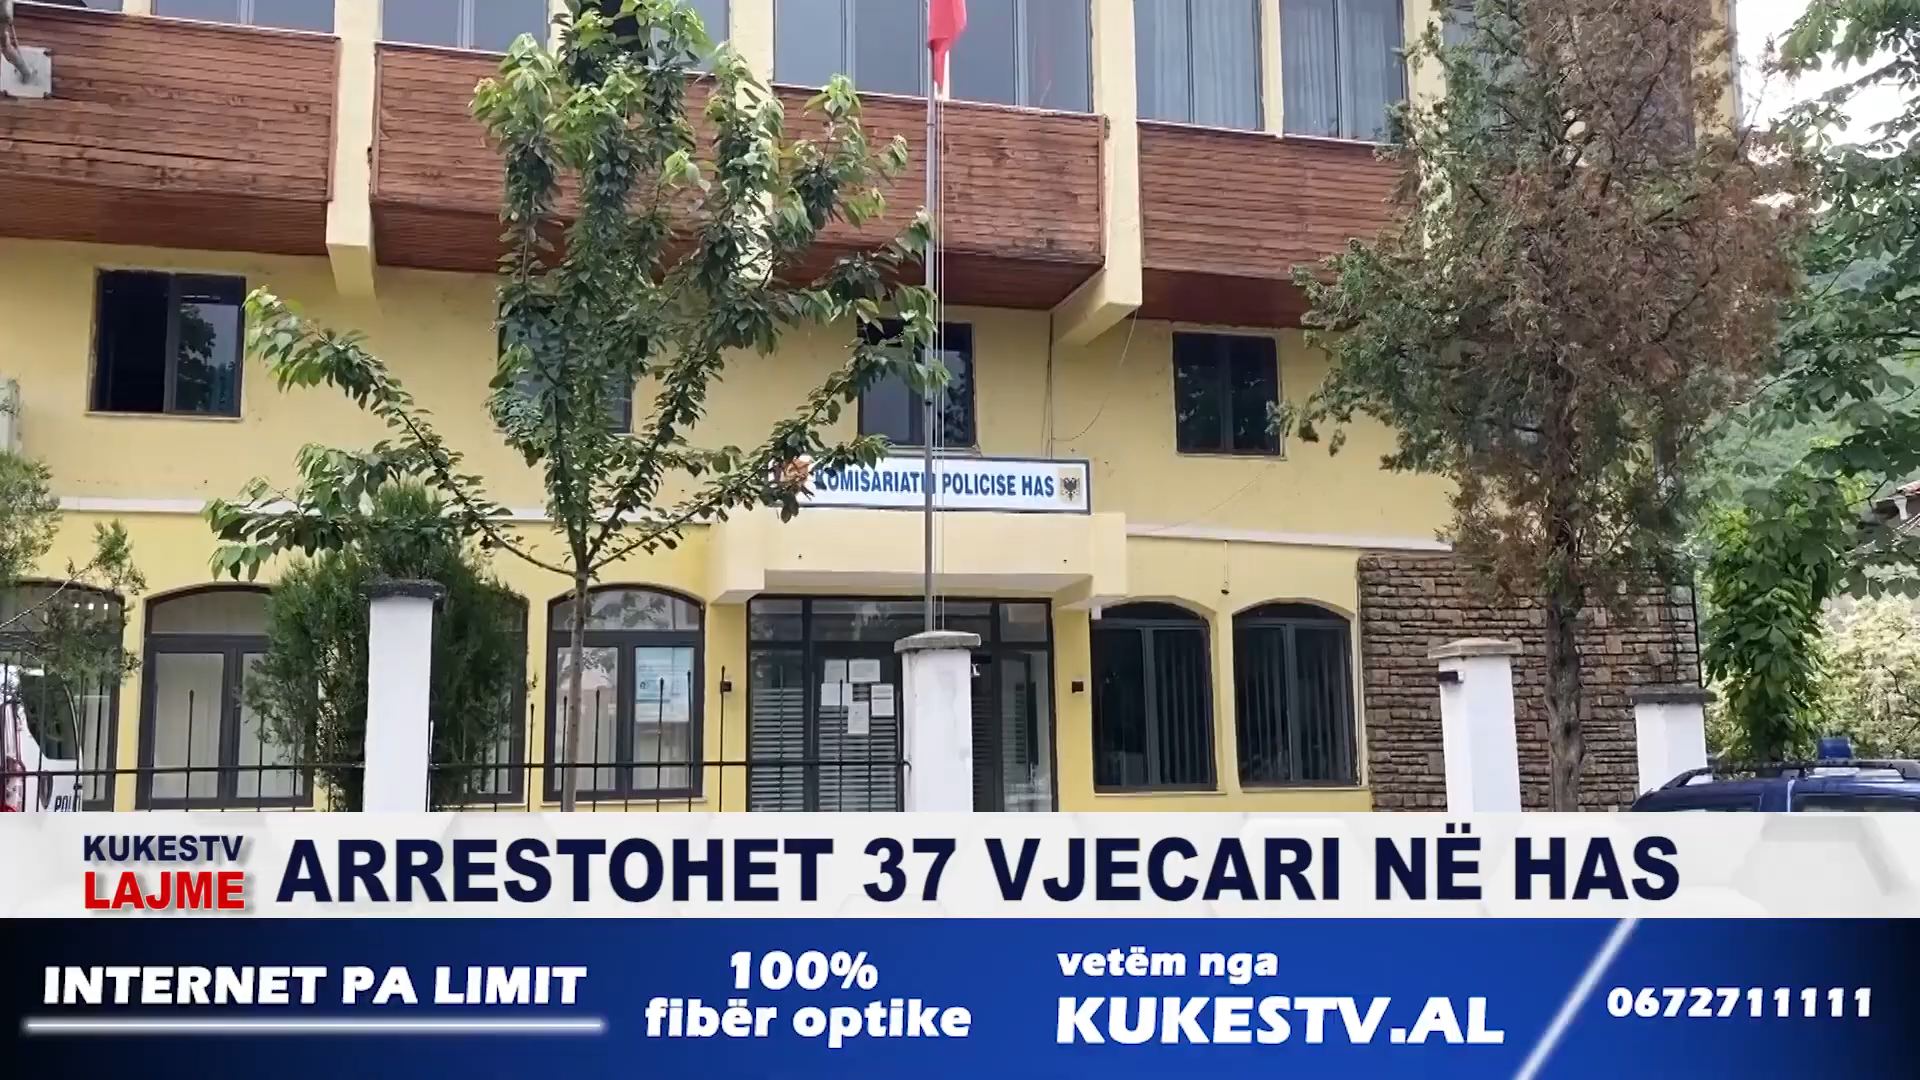 KOMISARIATI POLICISE HAS
POLI
KUKESTV
LAJME
ARRESTOHET 37 VJECARI NË HAS
INTERNET PA LIMIT
100%
fibër optike
vetëm nga
KUKESTV.AL
0672711111